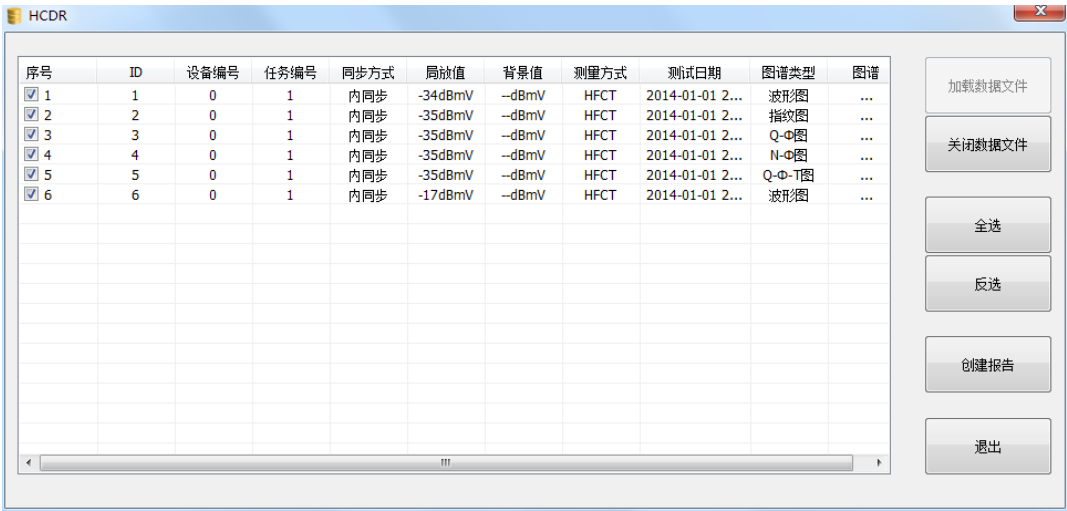 HCDR
序号 ID 设备编号 任务编号 同步方式 局放值 背景值 测量方式 测试日期 图谱类型 图谱
1 1 0 1 内同步 -34dBmV --dBmV HFCT 2014-01-01 2... 波形图 ...
2 2 0 1 内同步 -35dBmV --dBmV HFCT 2014-01-01 2... 指纹图 ...
3 3 0 1 内同步 -35dBmV --dBmV HFCT 2014-01-01 2... Q-Φ图 ...
4 4 0 1 内同步 -35dBmV --dBmV HFCT 2014-01-01 2... N-Φ图 ...
5 5 0 1 内同步 -35dBmV --dBmV HFCT 2014-01-01 2... Q-Φ-T图 ...
6 6 0 1 内同步 -17dBmV --dBmV HFCT 2014-01-01 2... 波形图 ...
加载数据文件
关闭数据文件
全选
反选
创建报告
退出